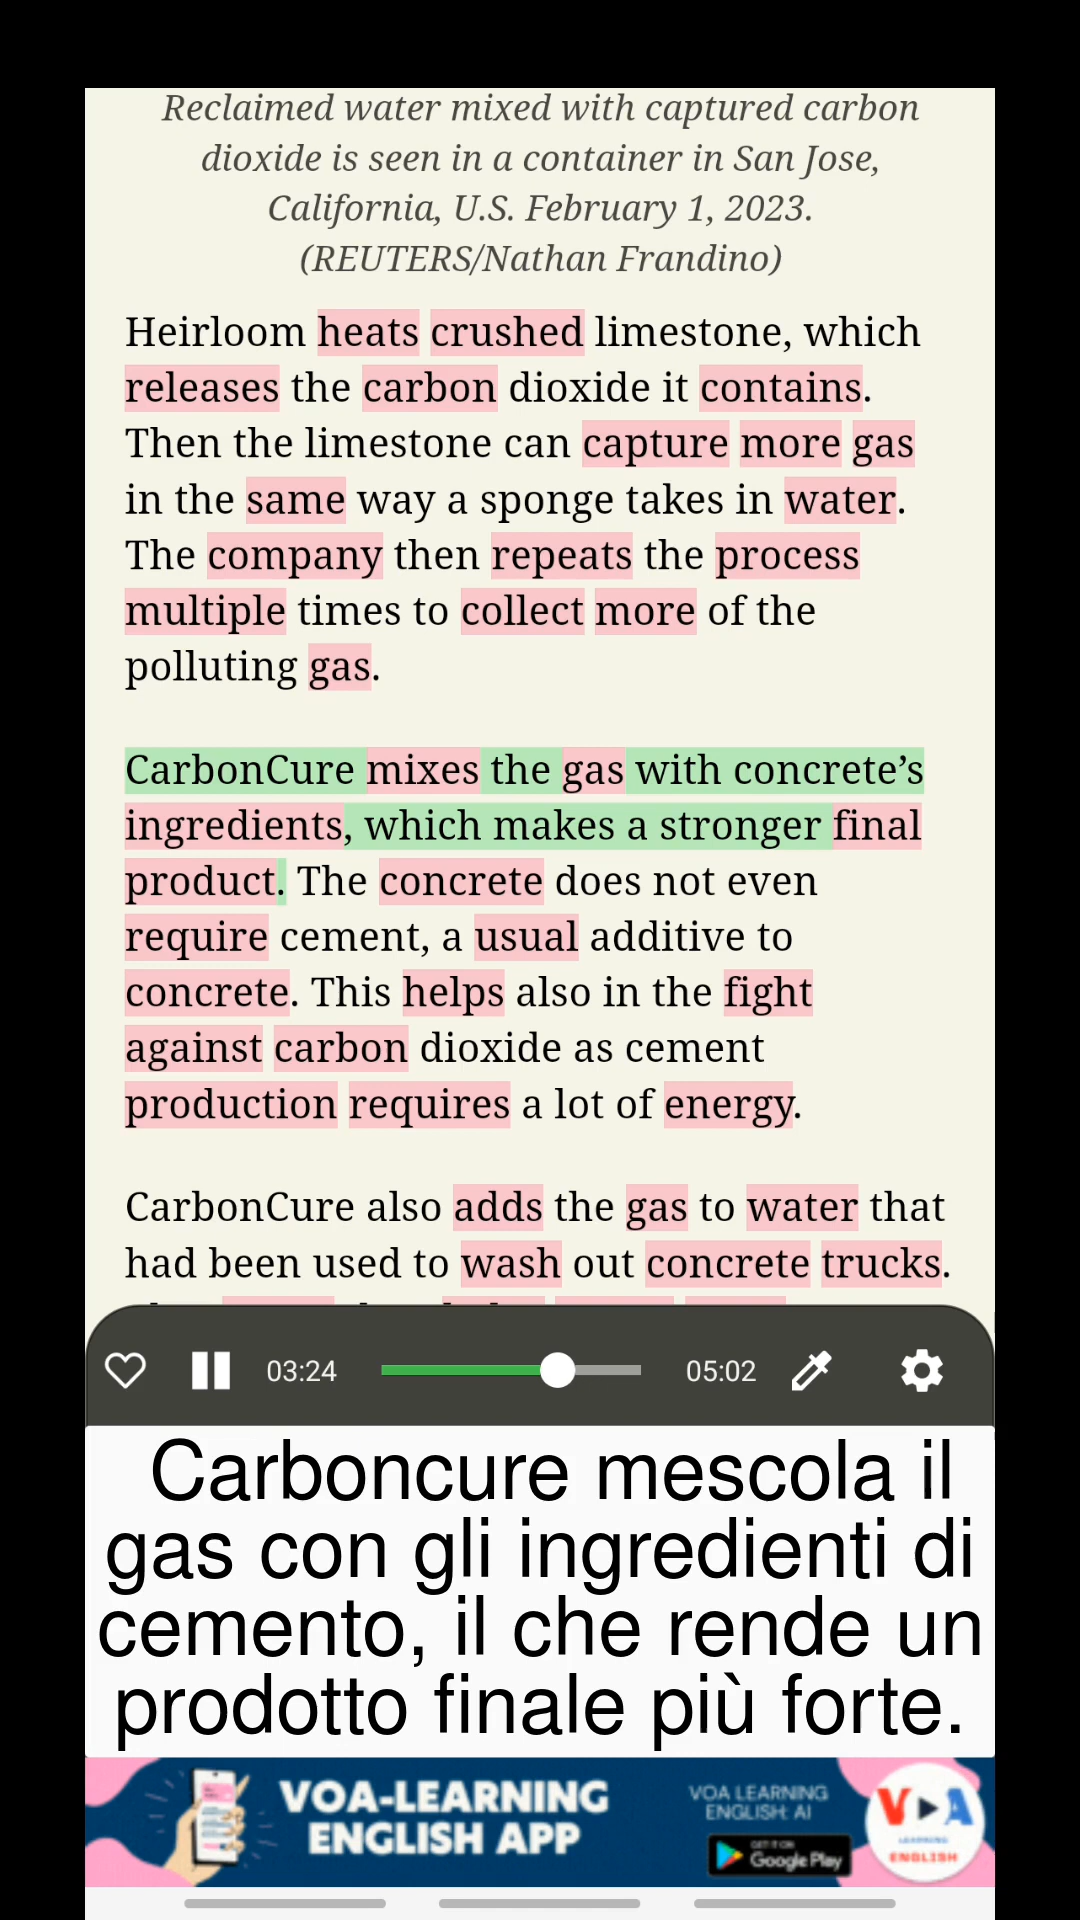 Reclaimed water mixed with captured carbon
dioxide is seen in a container in San Jose,
California, U.S. February 1, 2023.
(REUTERS/Nathan Frandino)
Heirloom heats crushed limestone, which
releases the carbon dioxide it contains.
Then the limestone can capture more gas
in the same way a sponge takes in water.
The company then repeats the process
multiple times to collect more of the
polluting gas.
CarbonCure mixes the gas with concrete’s
ingredients, which makes a stronger final
product. The concrete does not even
require cement, a usual additive to
concrete. This helps also in the fight
against carbon dioxide as cement
production requires a lot of energy.
CarbonCure also adds the gas to water that
had been used to wash out concrete trucks.
03:24
05:02
Carboncure mescola il
gas con gli ingredienti di
cemento, il che rende un
prodotto finale più forte.
VOA-LEARNING
ENGLISH APP
VOA LEARNING
ENGLISH: AI
GET IT ON
Google Play
VOA
LEARNING
ENGLISH